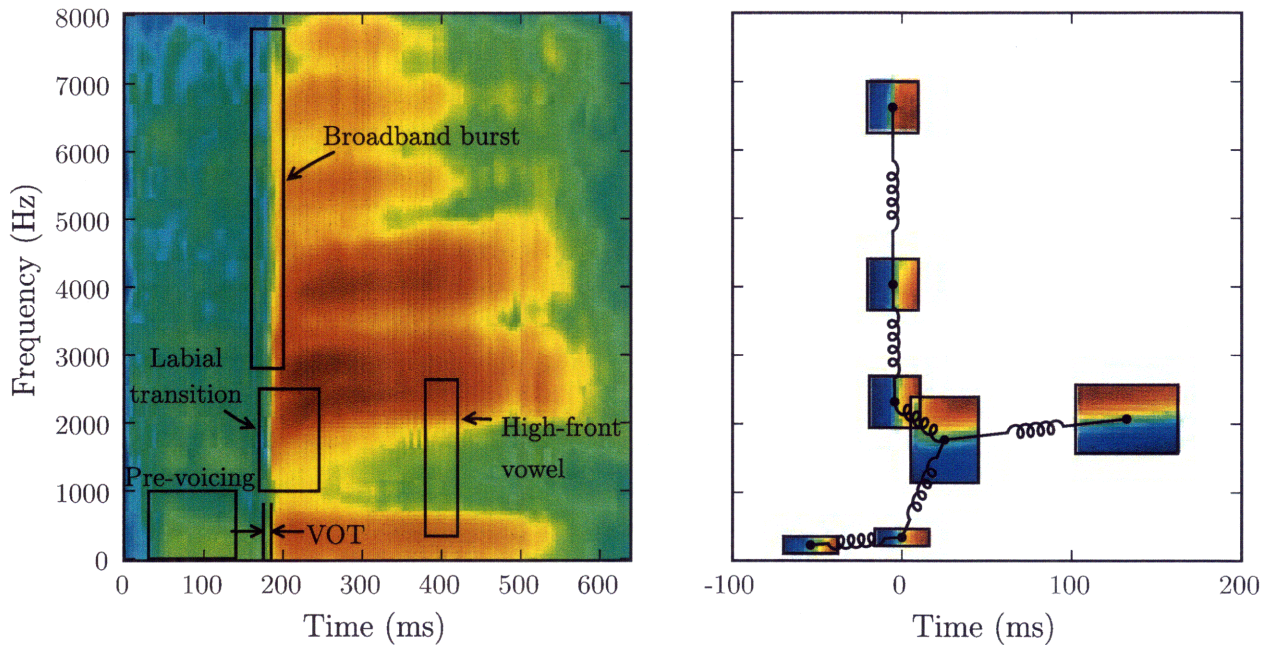 8000
7000
6000
5000
4000
3000
2000
1000
0
Frequency (Hz)
Broadband burst
Labial
transition
Pre-voicing
VOT
High-front
vowel
0 100 200 300 400 500 600
Time (ms)
-100 0 100 200
Time (ms)